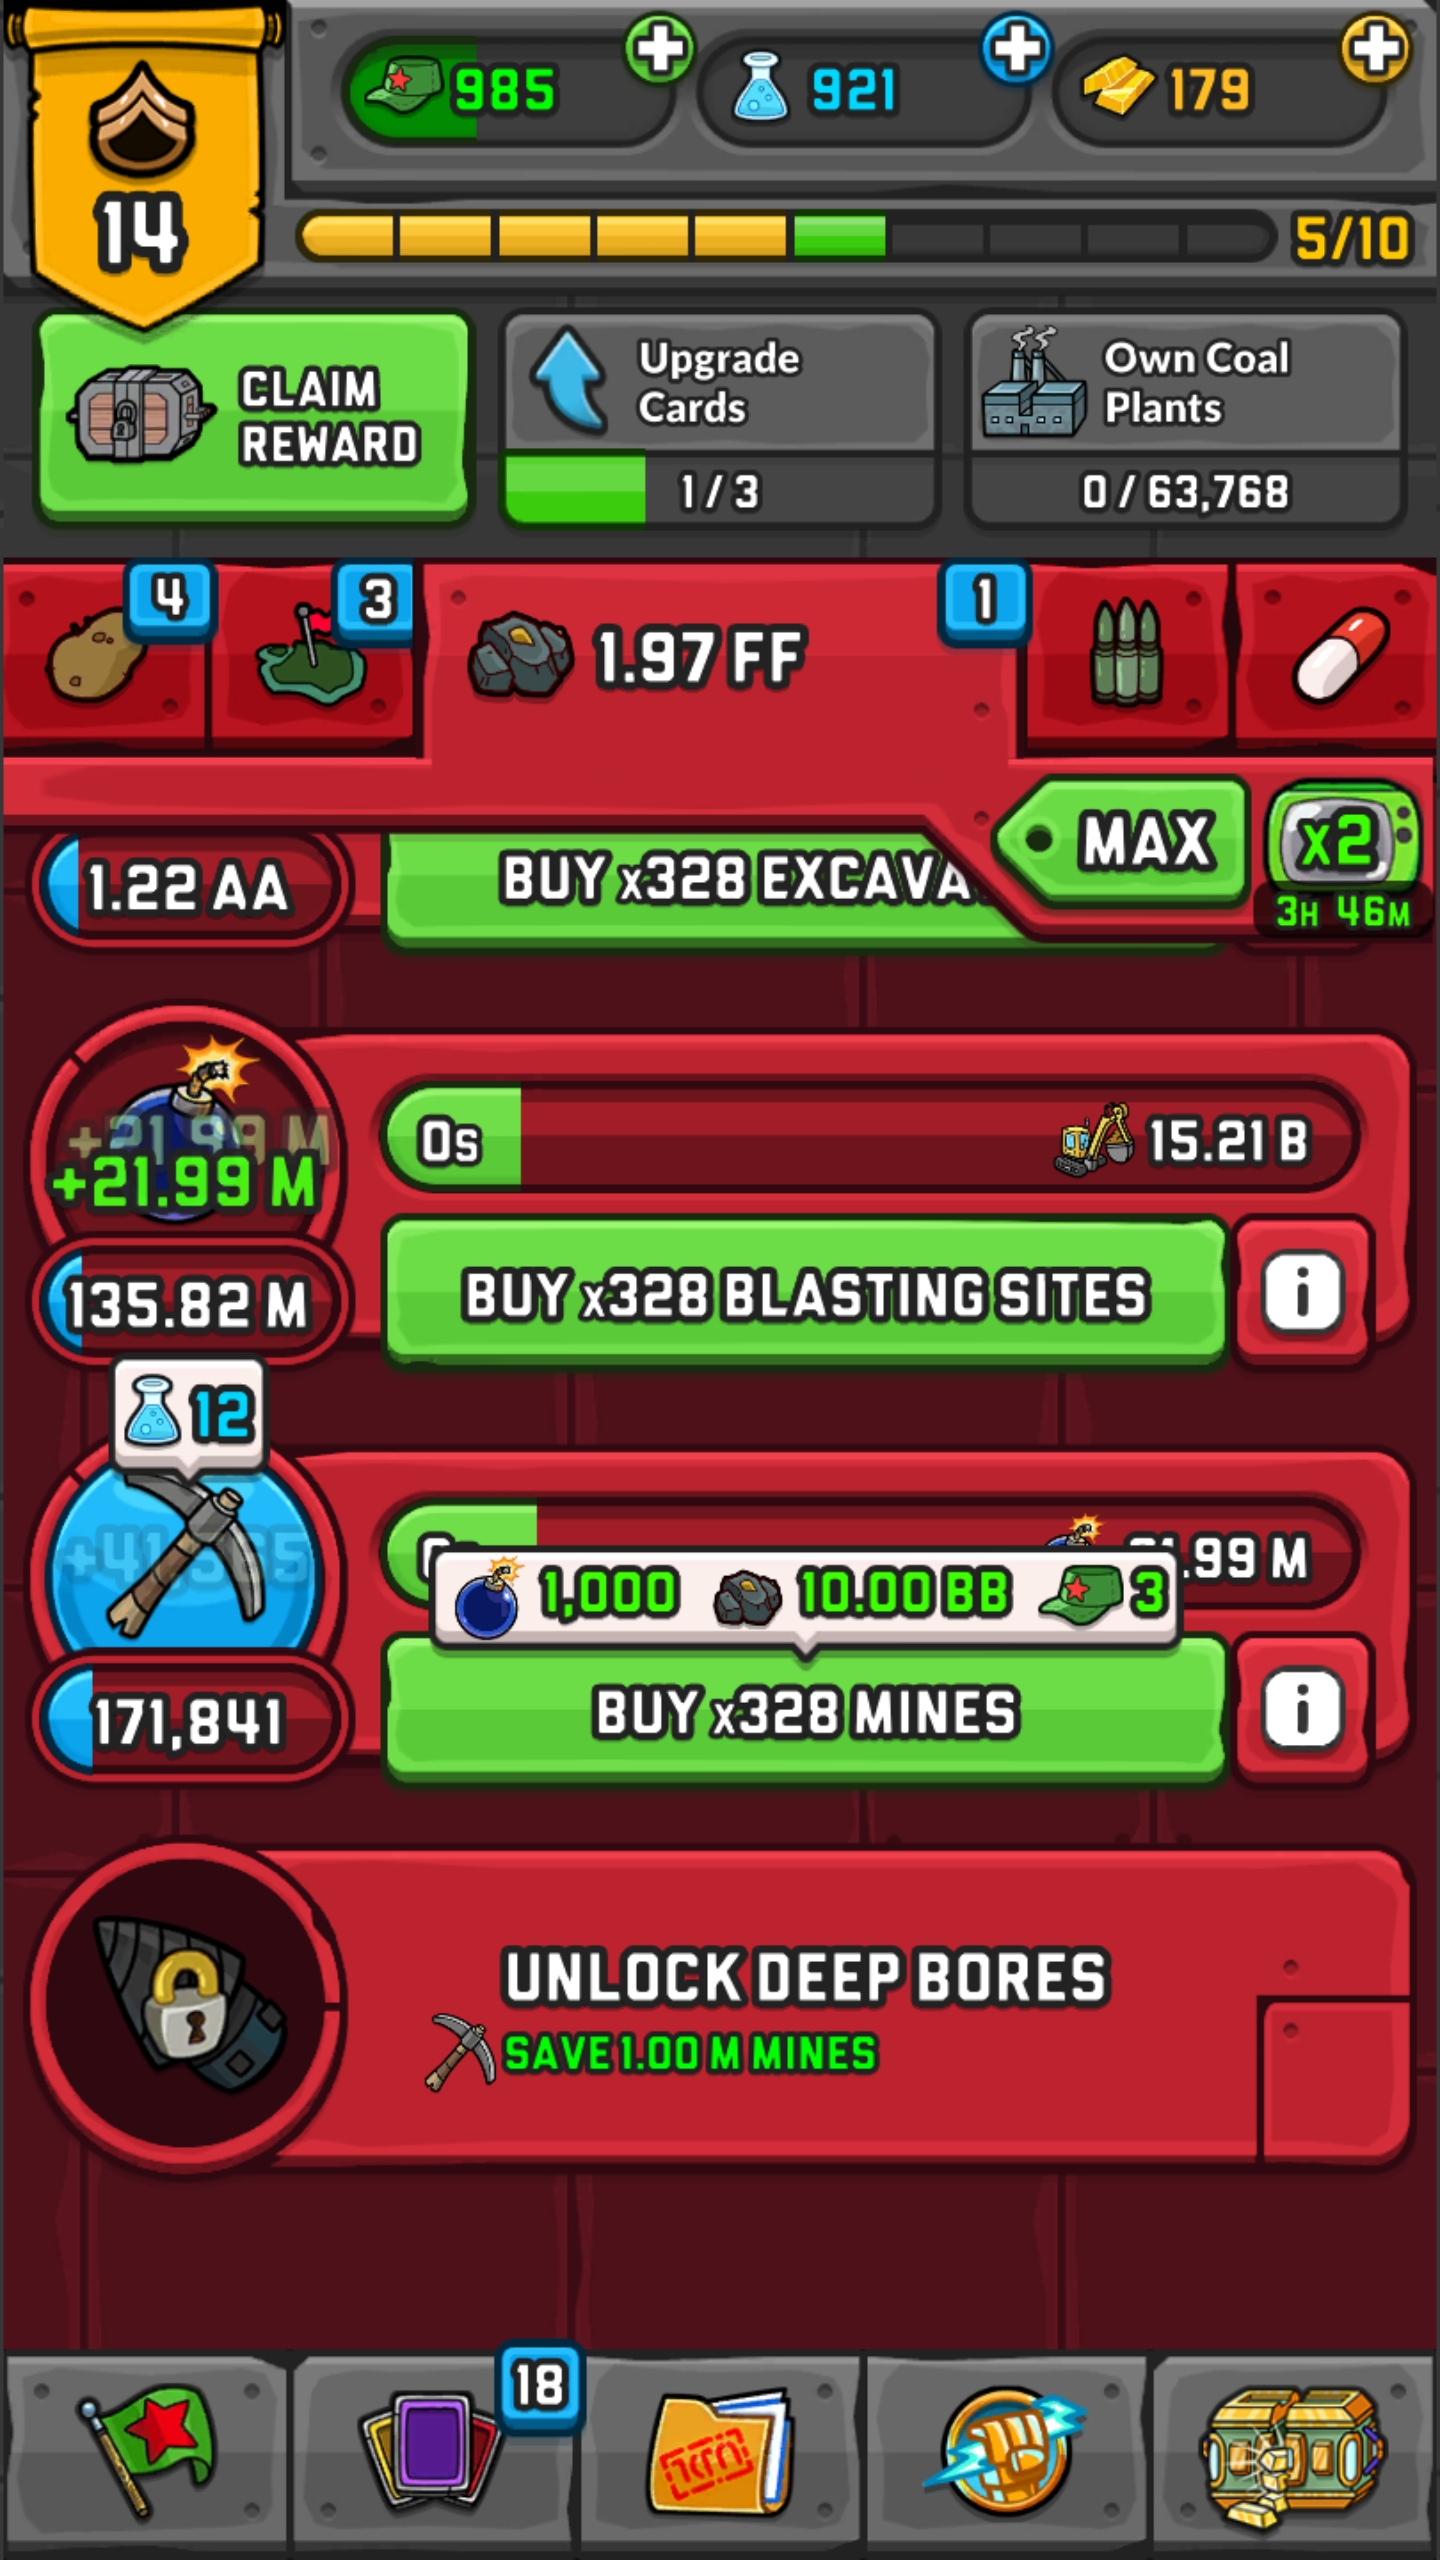 985
921
179
14
5/10
CLAIM
REWARD
Upgrade
Cards
1/3
Own Coal
Plants
0/63,768
4
3
1.97 FF
1
MAX
x2
3H 46M
1.22 AA
BUY x328 EXCAVA
+21.99 M
+21.99 M
0s
15.21 B
135.82 M
BUY x328 BLASTING SITES
i
12
+41,565
.99 M
1,000
10.00 BB
3
171,841
BUY x328 MINES
i
UNLOCK DEEP BORES
SAVE 1.00 M MINES
18